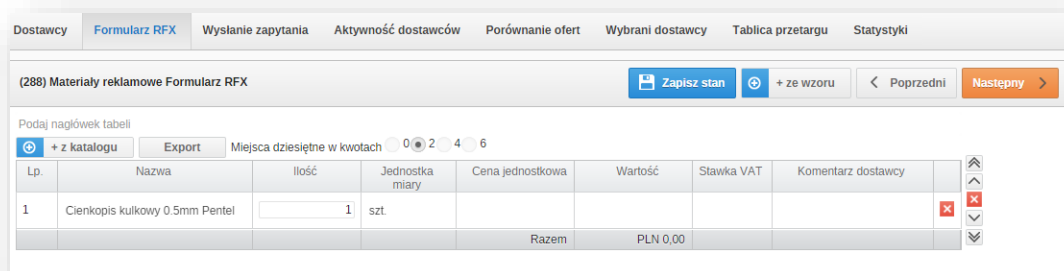 Dostawcy Formularz RFX Wysłanie zapytania Aktywność dostawców Porównanie ofert Wybrani dostawcy Tablica przetargu Statystyki
(288) Materiały reklamowe Formularz RFX Zapisz stan + ze wzoru Poprzedni Następny
Podaj nagłówek tabeli
+ z katalogu Export Miejsca dziesiętne w kwotach 0 2 4 6
Lp. Nazwa Ilość Jednostka miary Cena jednostkowa Wartość Stawka VAT Komentarz dostawcy
1 Cienkopis kulkowy 0.5mm Pentel 1 szt.
Razem PLN 0,00